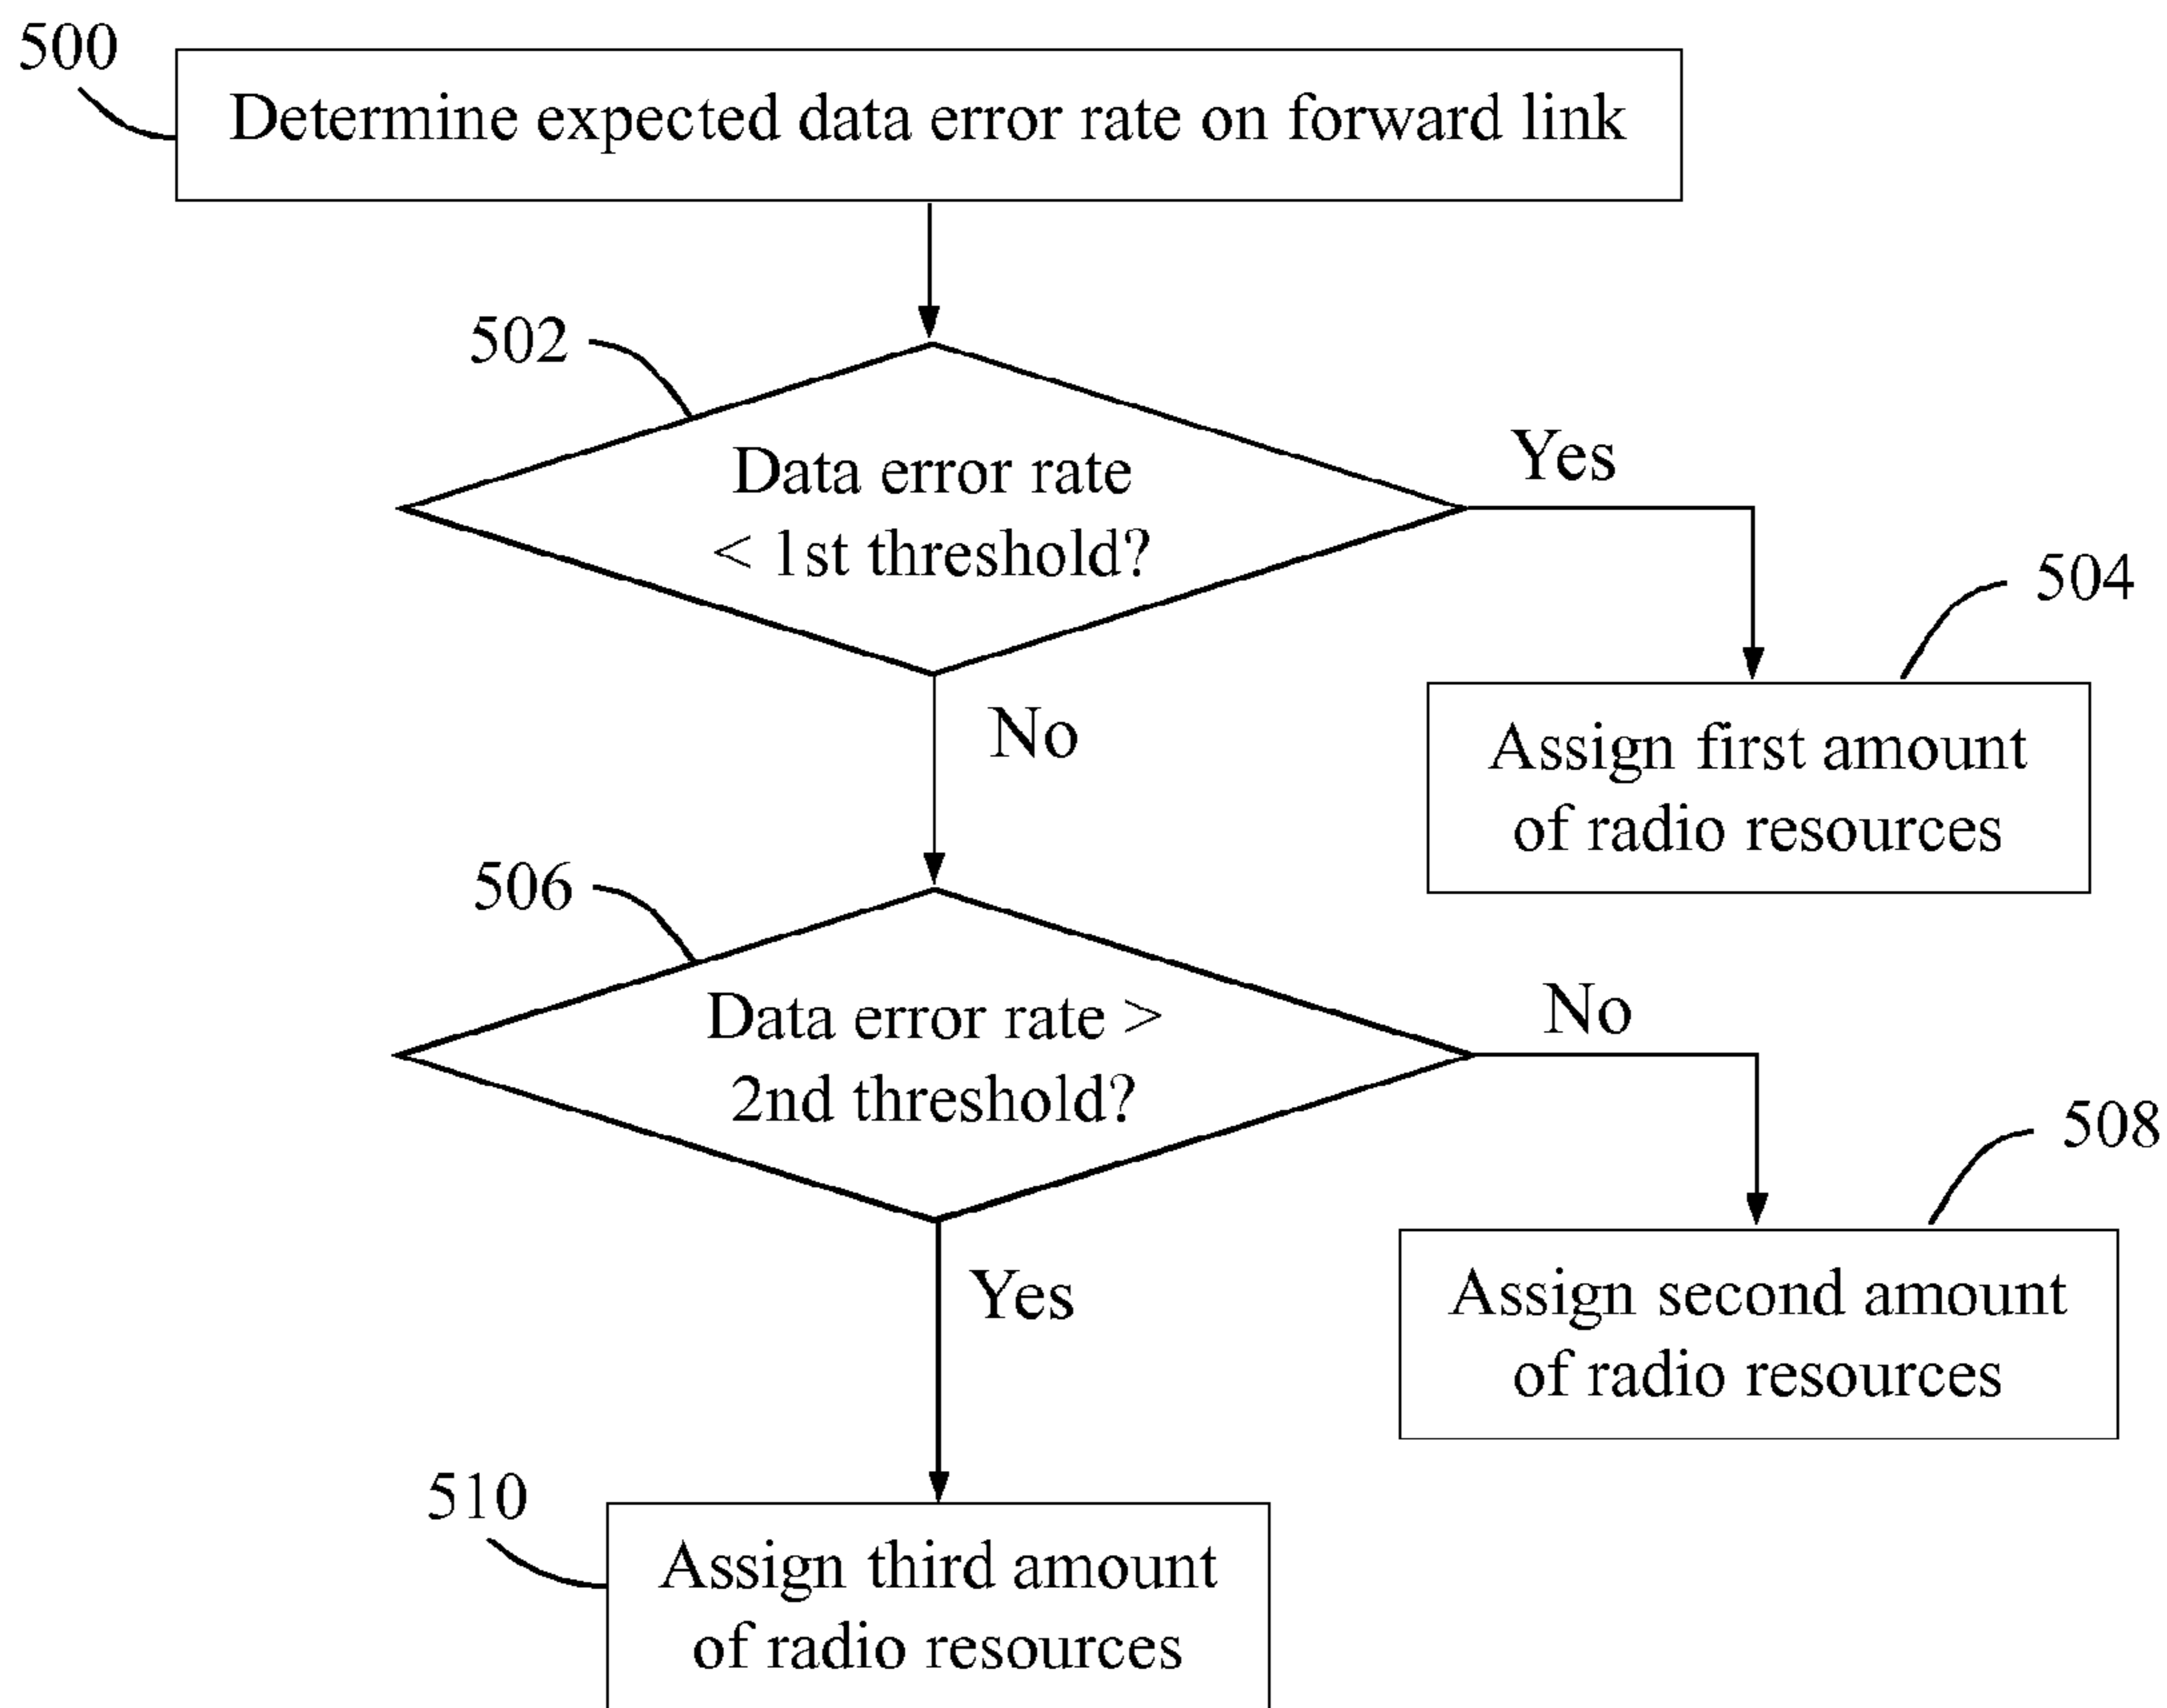 500
Determine expected data error rate on forward link
502
Data error rate
< 1st threshold?
Yes
504
Assign first amount
of radio resources
No
506
Data error rate >
2nd threshold?
No
508
Assign second amount
of radio resources
Yes
510
Assign third amount
of radio resources